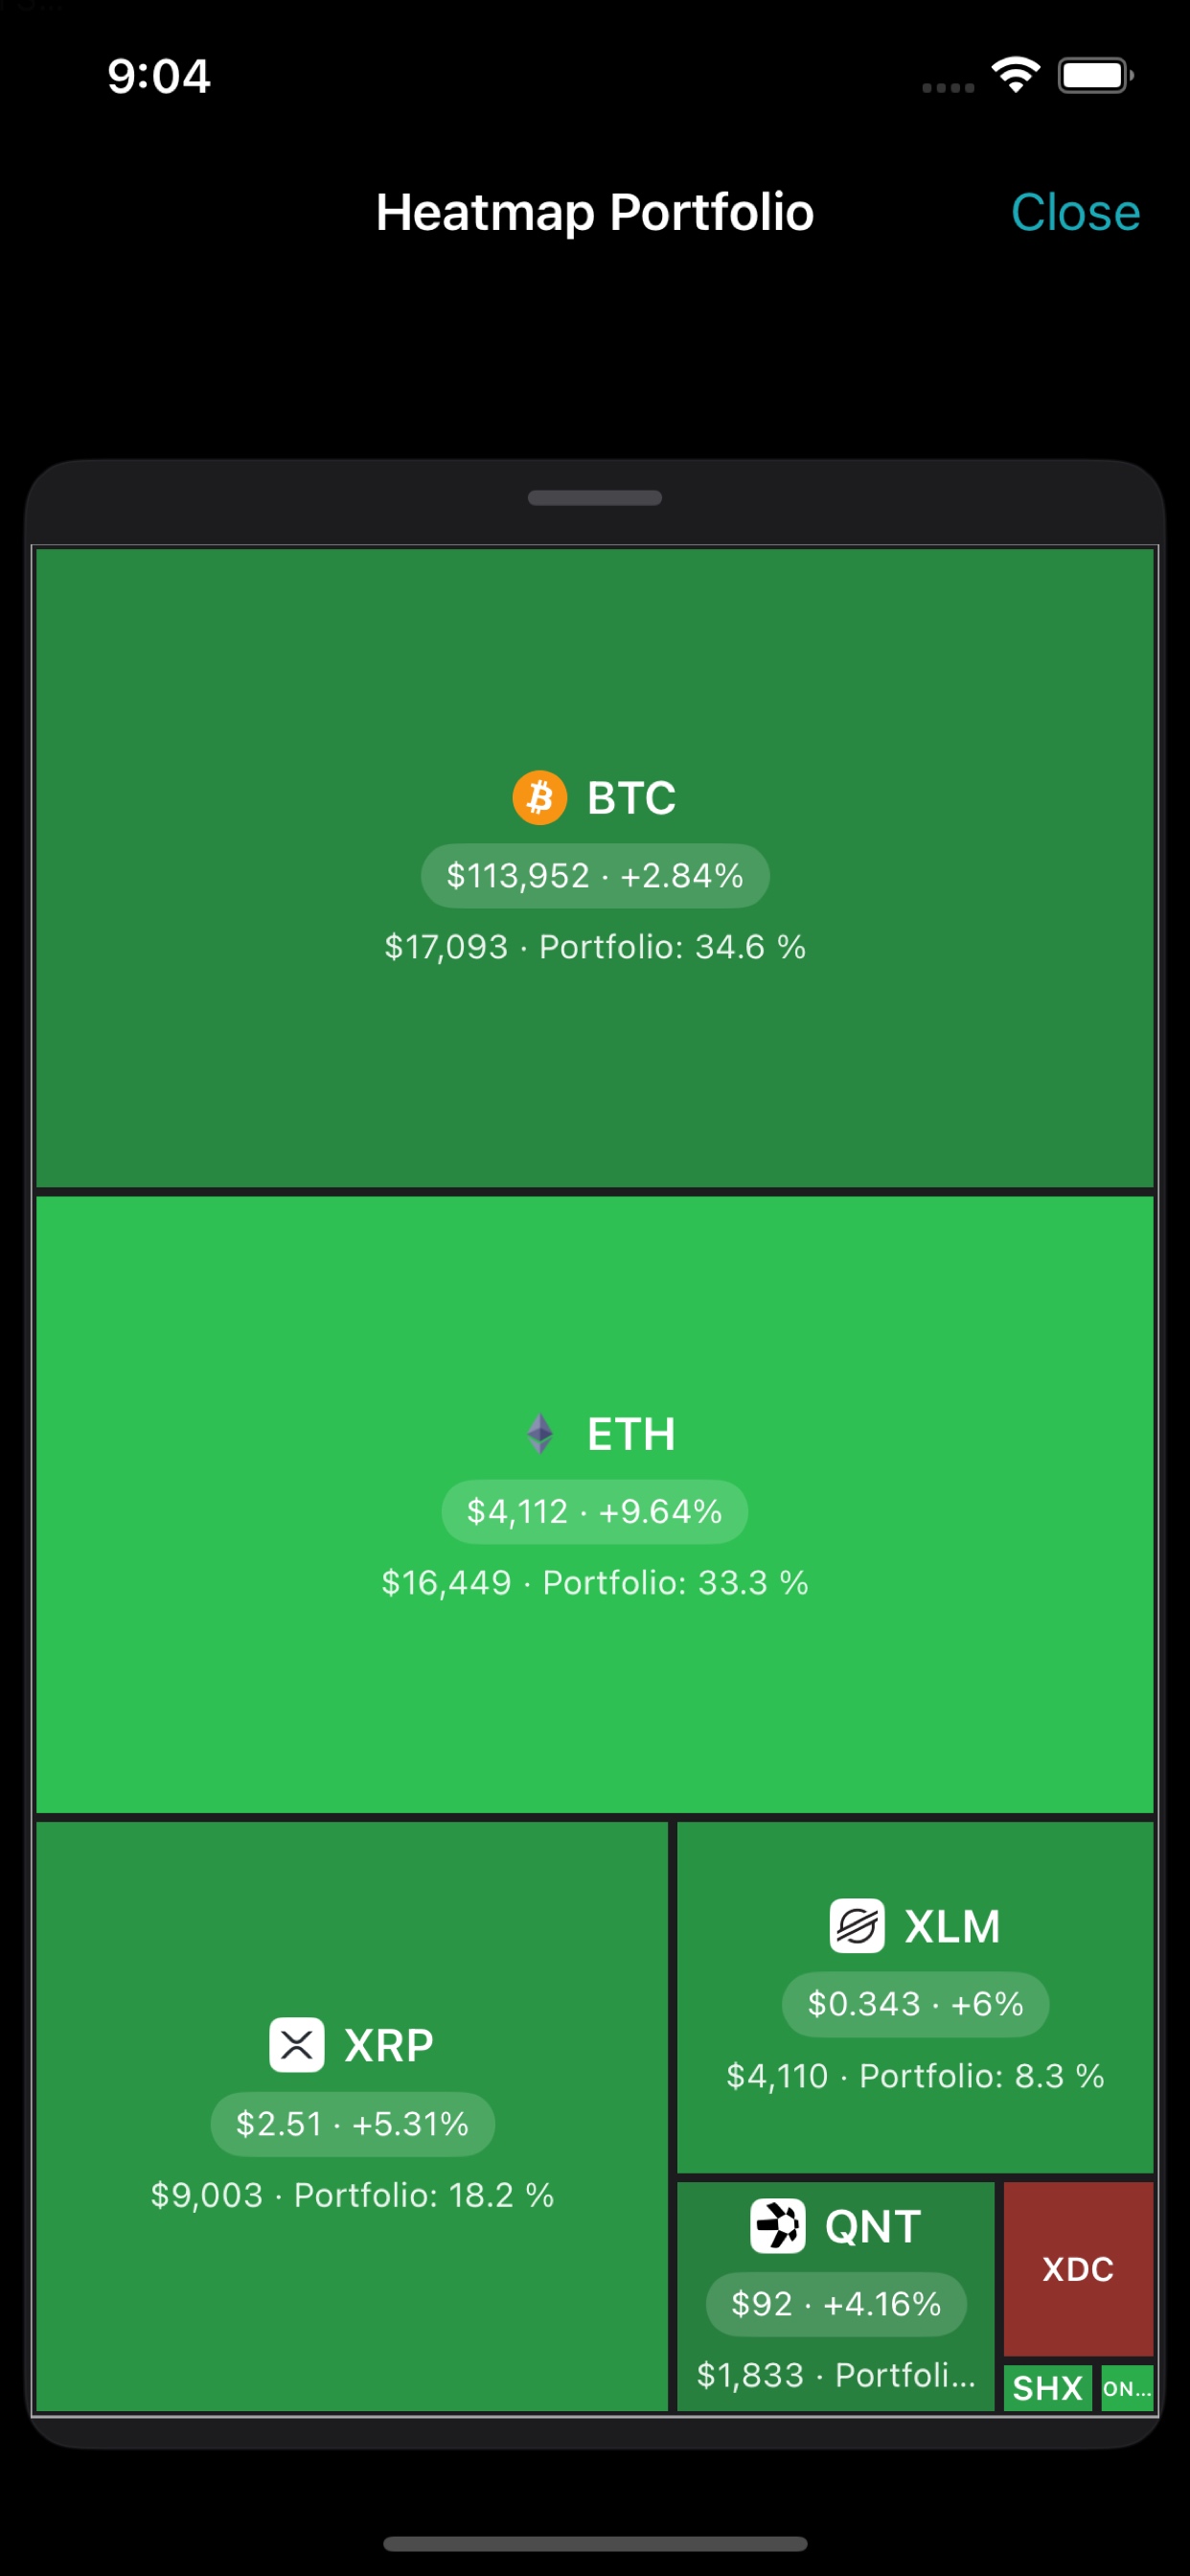 9:04
Heatmap Portfolio
Close
BTC
$113,952 · +2.84%
$17,093 · Portfolio: 34.6 %
ETH
$4,112 · +9.64%
$16,449 · Portfolio: 33.3 %
XRP
$2.51 · +5.31%
$9,003 · Portfolio: 18.2 %
XLM
$0.343 · +6%
$4,110 · Portfolio: 8.3 %
QNT
$92 · +4.16%
$1,833 · Portfoli...
XDC
SHX
ON...